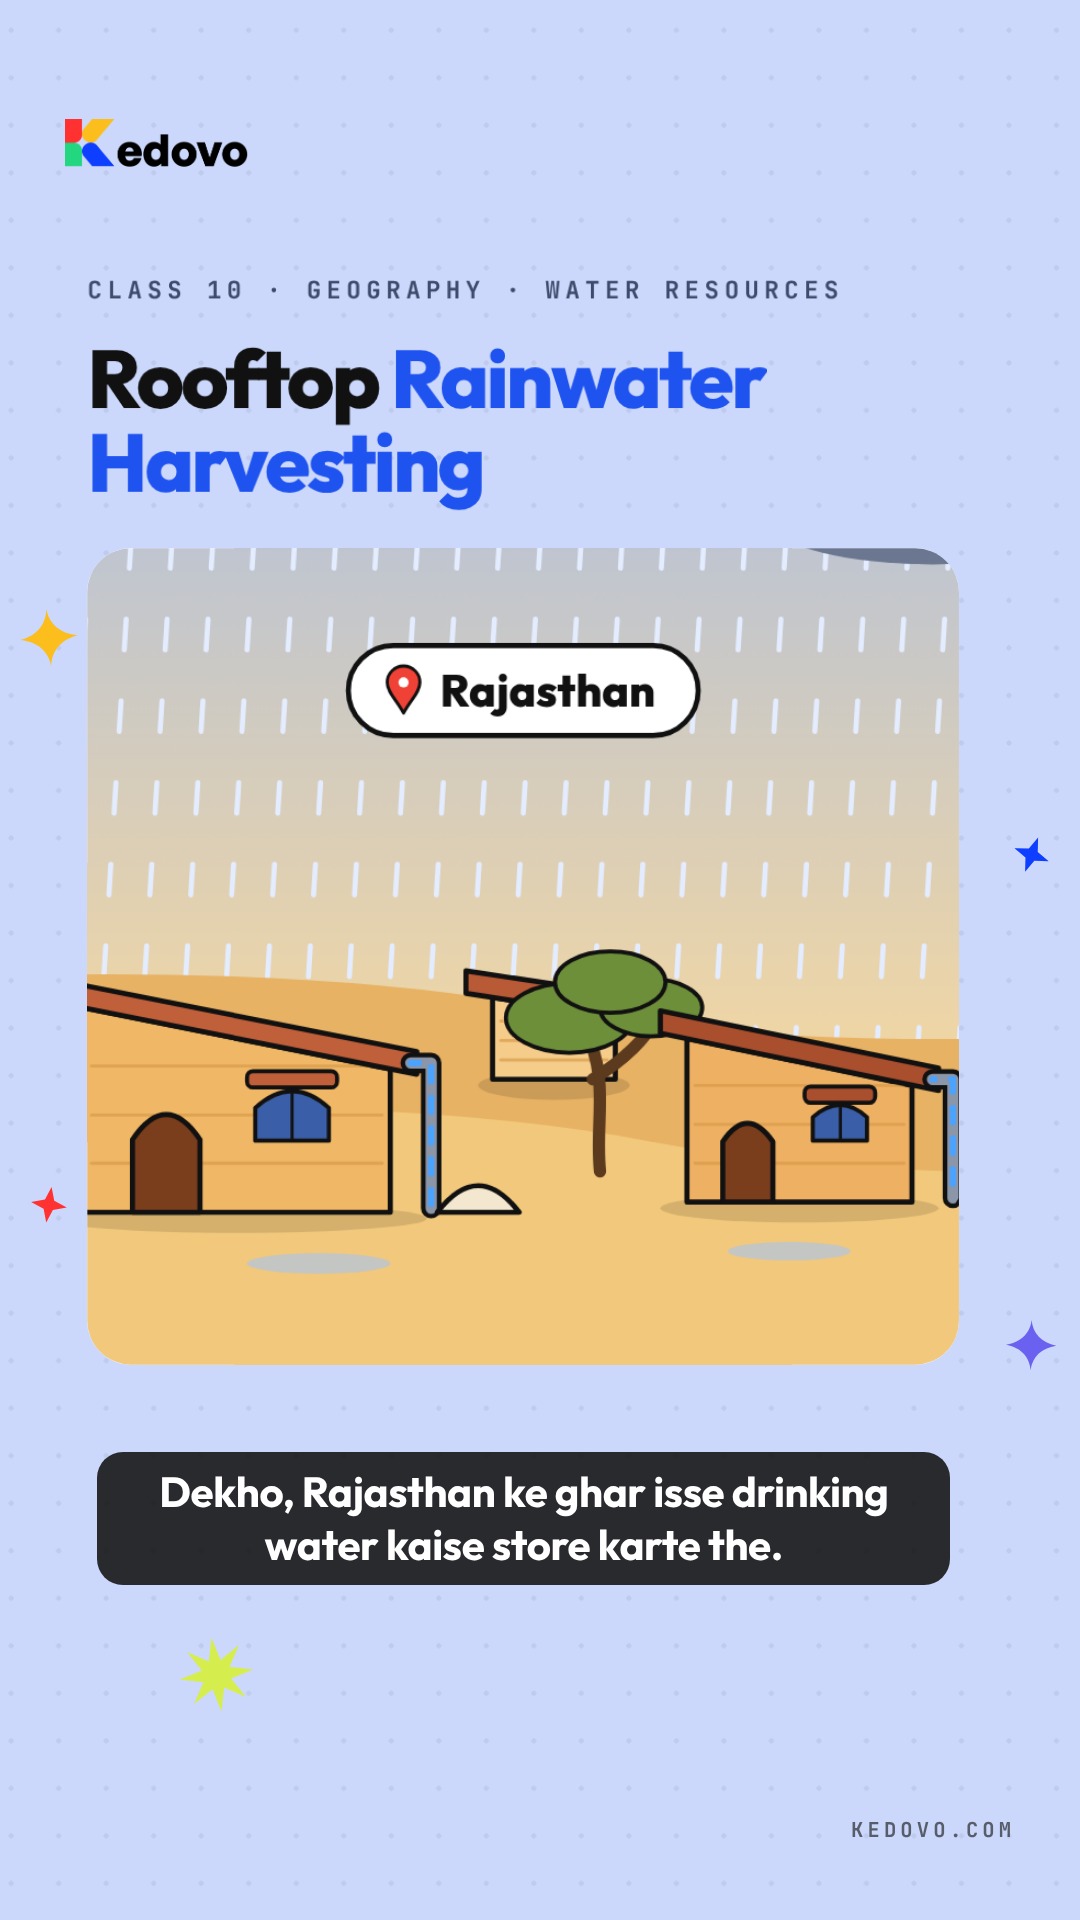 Kedovo
CLASS 10 · GEOGRAPHY · WATER RESOURCES
Rooftop Rainwater
Harvesting
Rajasthan
Dekho, Rajasthan ke ghar isse drinking
water kaise store karte the.
KEDOVO.COM